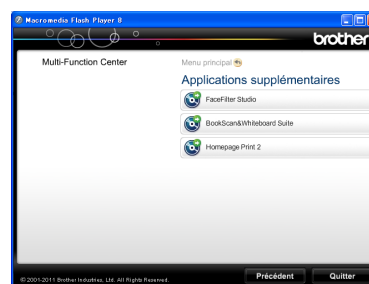 Macromedia Flash Player 8
brother
Multi-Function Center
Menu principal
Applications supplémentaires
FaceFilter Studio
BookScan&Whiteboard Suite
Homepage Print 2
© 2001-2011 Brother Industries, Ltd. All Rights Reserved.
Précédent
Quitter